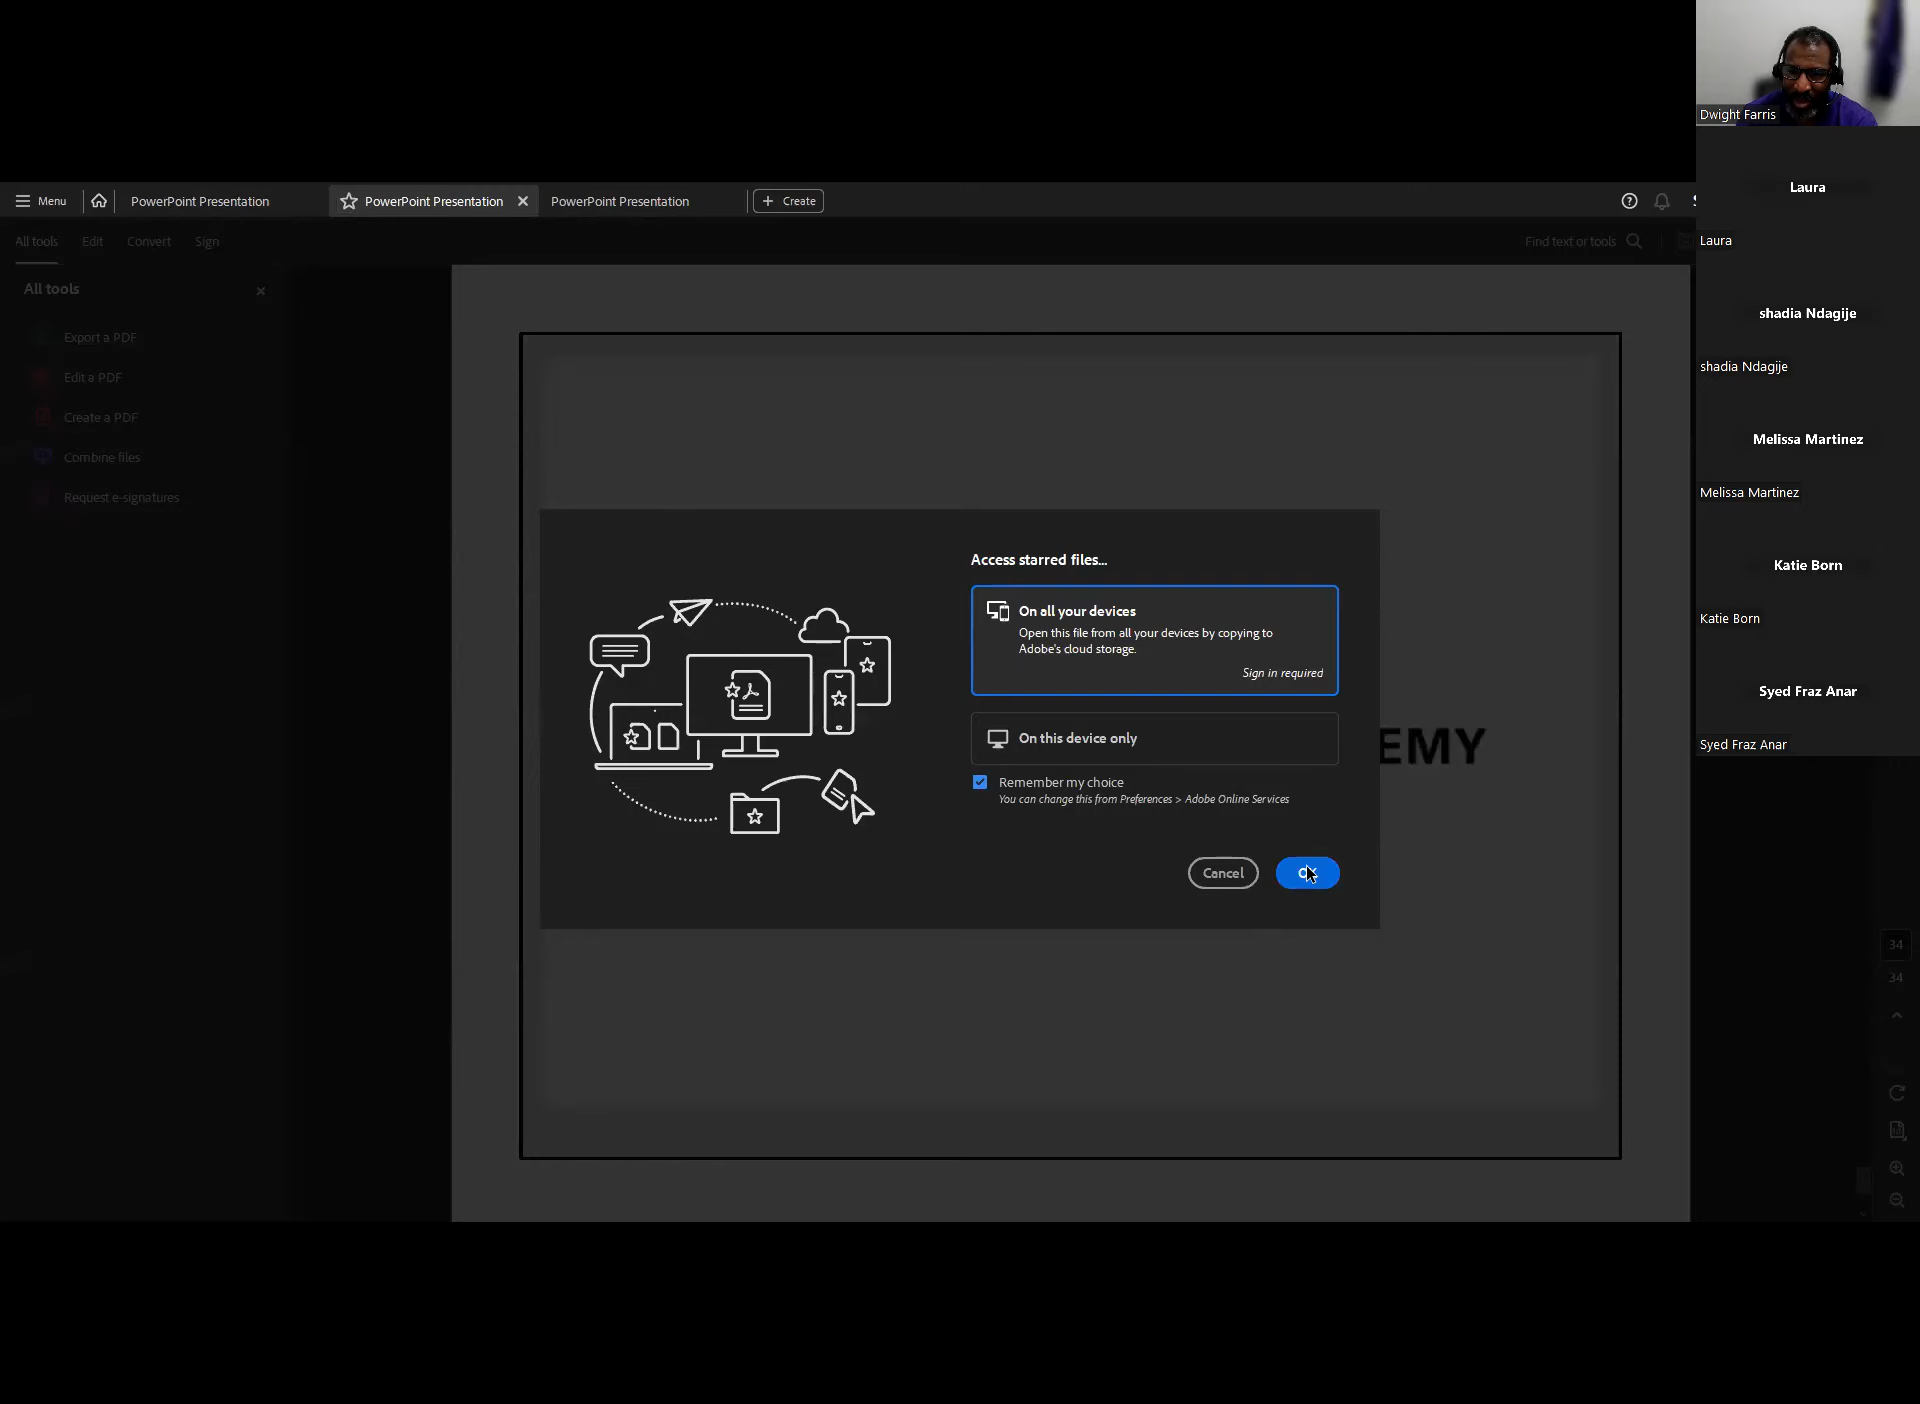 Dwight Farris
Laura
Laura
shadia Ndagije
shadia Ndagije
Melissa Martinez
Melissa Martinez
Katie Born
Katie Born
Syed Fraz Anar
Syed Fraz Anar
Menu
PowerPoint Presentation
PowerPoint Presentation
PowerPoint Presentation
Create
All tools
Edit
Convert
Sign
Find text or tools
All tools
Export a PDF
Edit a PDF
Create a PDF
Combine files
Request e-signatures
Access starred files...
On all your devices
Open this file from all your devices by copying to
Adobe's cloud storage.
Sign in required
On this device only
Remember my choice
You can change this from Preferences > Adobe Online Services
Cancel
EMY
34
34